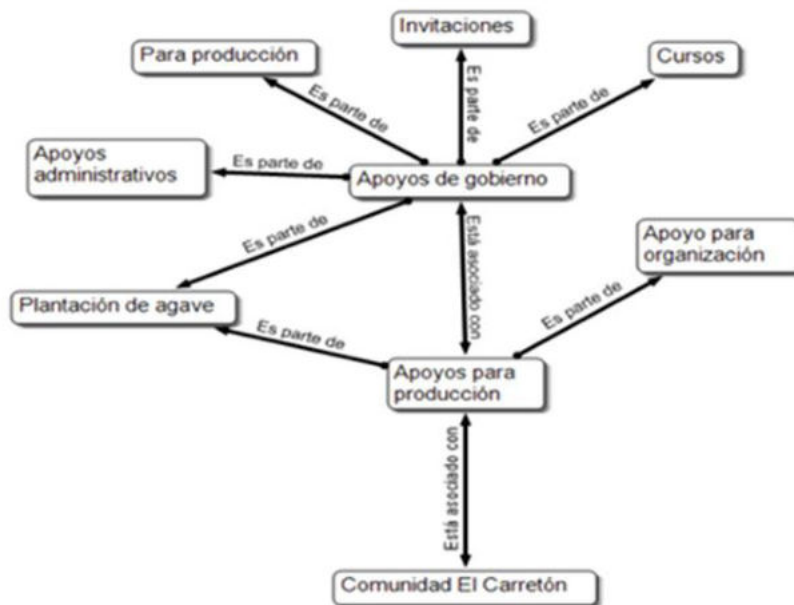 Invitaciones
Para producción
Cursos
Es parte de
Es parte de
Es parte de
Apoyos
administrativos
Es parte de
Apoyos de gobierno
Es parte de
Está asociado con
Apoyo para
organización
Plantación de agave
Es parte de
Es parte de
Apoyos para
producción
Está asociado con
Comunidad El Carretón